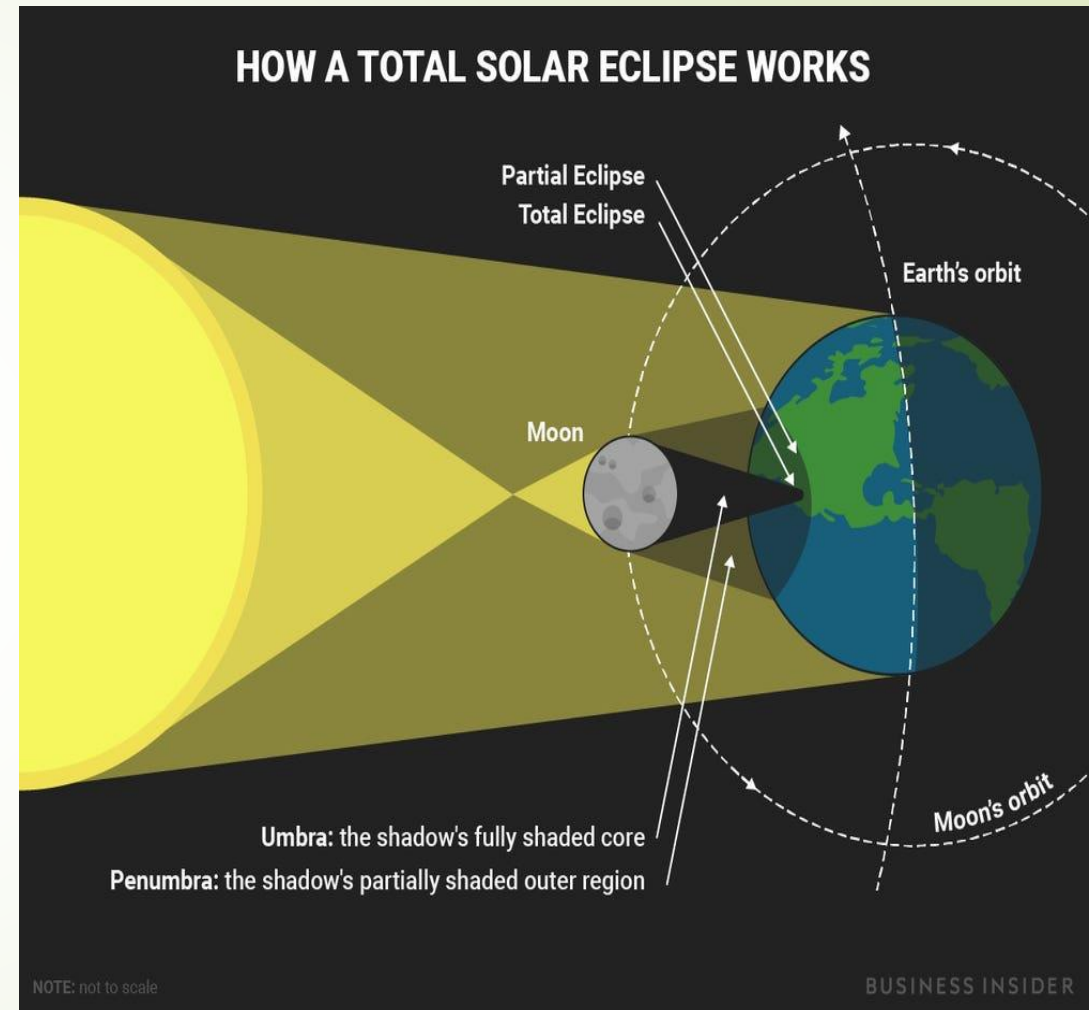 HOW A TOTAL SOLAR ECLIPSE WORKS
Partial Eclipse
Total Eclipse
Earth's orbit
Moon
Moon's orbit
Umbra: the shadow's fully shaded core
Penumbra: the shadow's partially shaded outer region
NOTE: not to scale
BUSINESS INSIDER